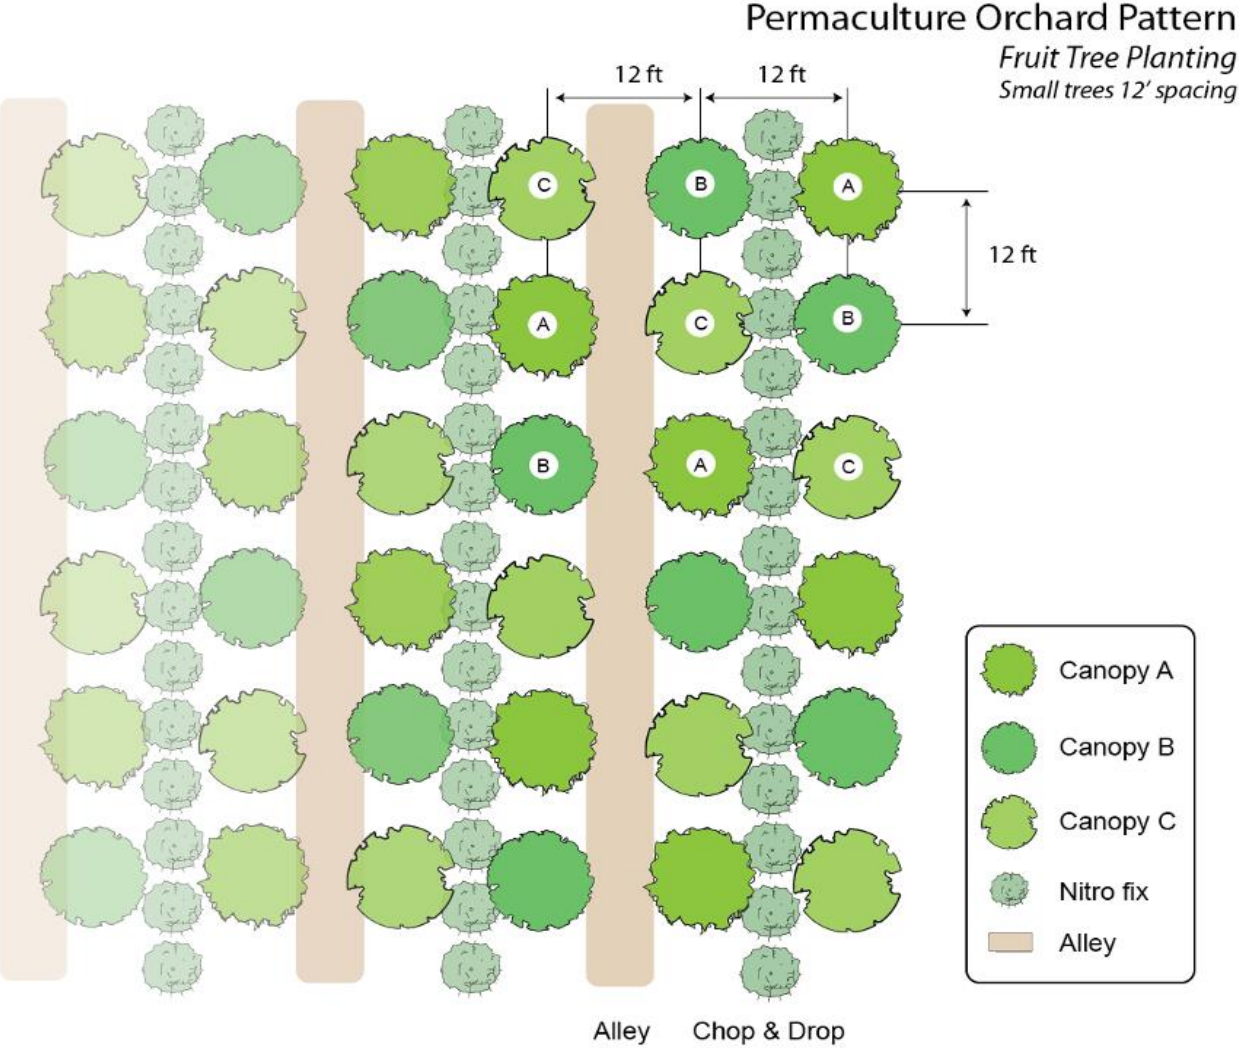 Permaculture Orchard Pattern
Fruit Tree Planting
Small trees 12' spacing
12 ft 12 ft
C B A
12 ft
A C B
B A C
Canopy A
Canopy B
Canopy C
Nitro fix
Alley
Alley Chop & Drop